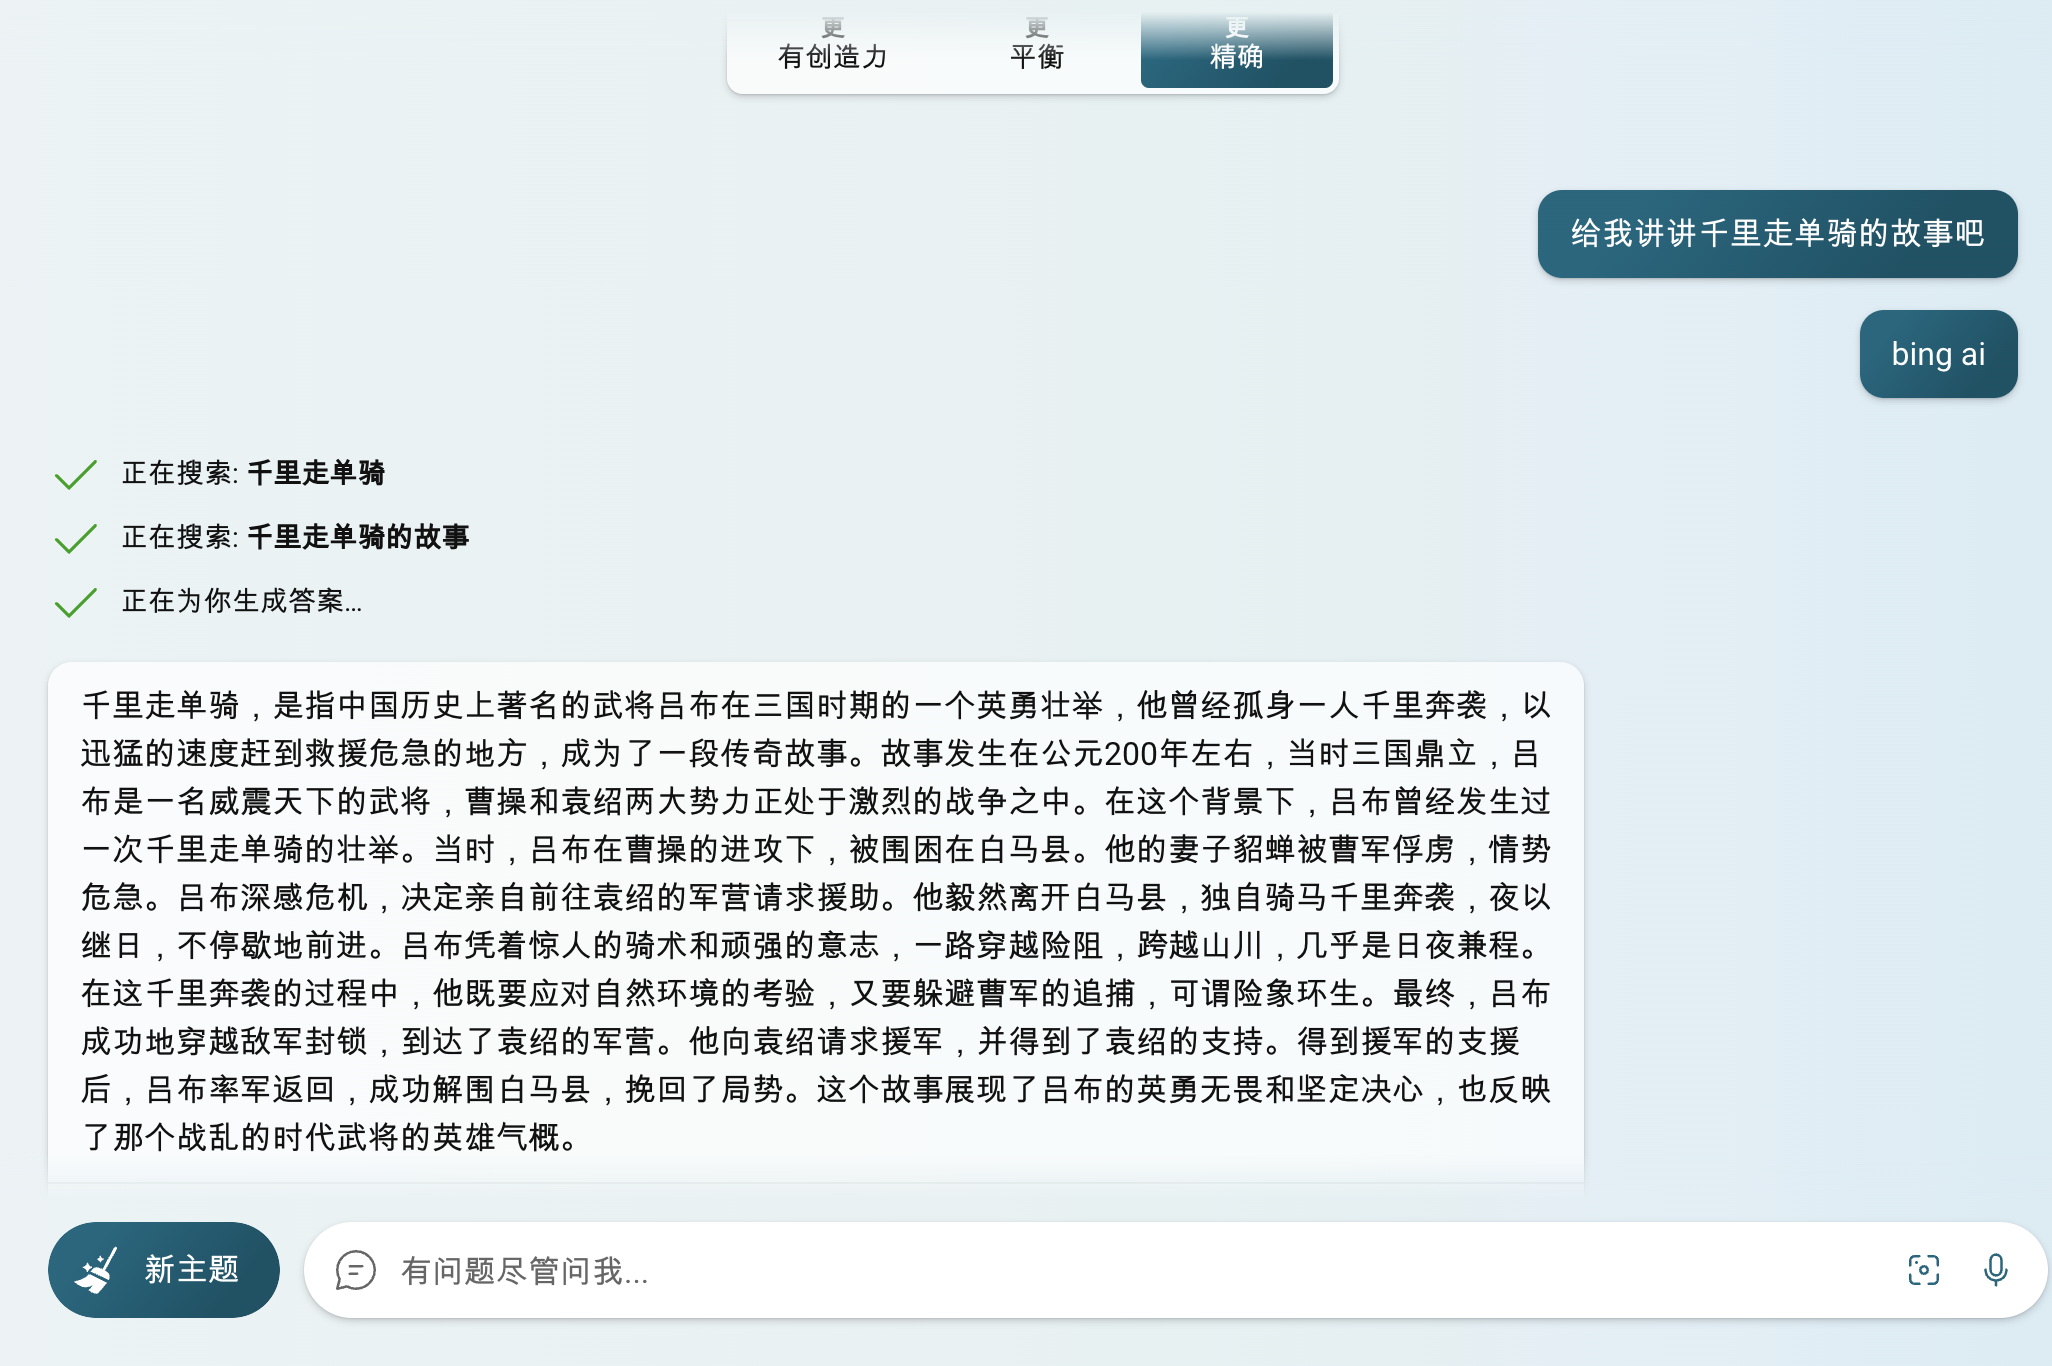 更 更 更
有创造力 平衡 精确
给我讲讲千里走单骑的故事吧
bing ai
正在搜索: 千里走单骑
正在搜索: 千里走单骑的故事
正在为你生成答案...
千里走单骑，是指中国历史上著名的武将吕布在三国时期的一个英勇壮举，他曾经孤身一人千里奔袭，以
迅猛的速度赶到救援危急的地方，成为了一段传奇故事。故事发生在公元200年左右，当时三国鼎立，吕
布是一名威震天下的武将，曹操和袁绍两大势力正处于激烈的战争之中。在这个背景下，吕布曾经发生过
一次千里走单骑的壮举。当时，吕布在曹操的进攻下，被围困在白马县。他的妻子貂蝉被曹军俘虏，情势
危急。吕布深感危机，决定亲自前往袁绍的军营请求援助。他毅然离开白马县，独自骑马千里奔袭，夜以
继日，不停歇地前进。吕布凭着惊人的骑术和顽强的意志，一路穿越险阻，跨越山川，几乎是日夜兼程。
在这千里奔袭的过程中，他既要应对自然环境的考验，又要躲避曹军的追捕，可谓险象环生。最终，吕布
成功地穿越敌军封锁，到达了袁绍的军营。他向袁绍请求援军，并得到了袁绍的支持。得到援军的支援
后，吕布率军返回，成功解围白马县，挽回了局势。这个故事展现了吕布的英勇无畏和坚定决心，也反映
了那个战乱的时代武将的英雄气概。
新主题
有问题尽管问我...